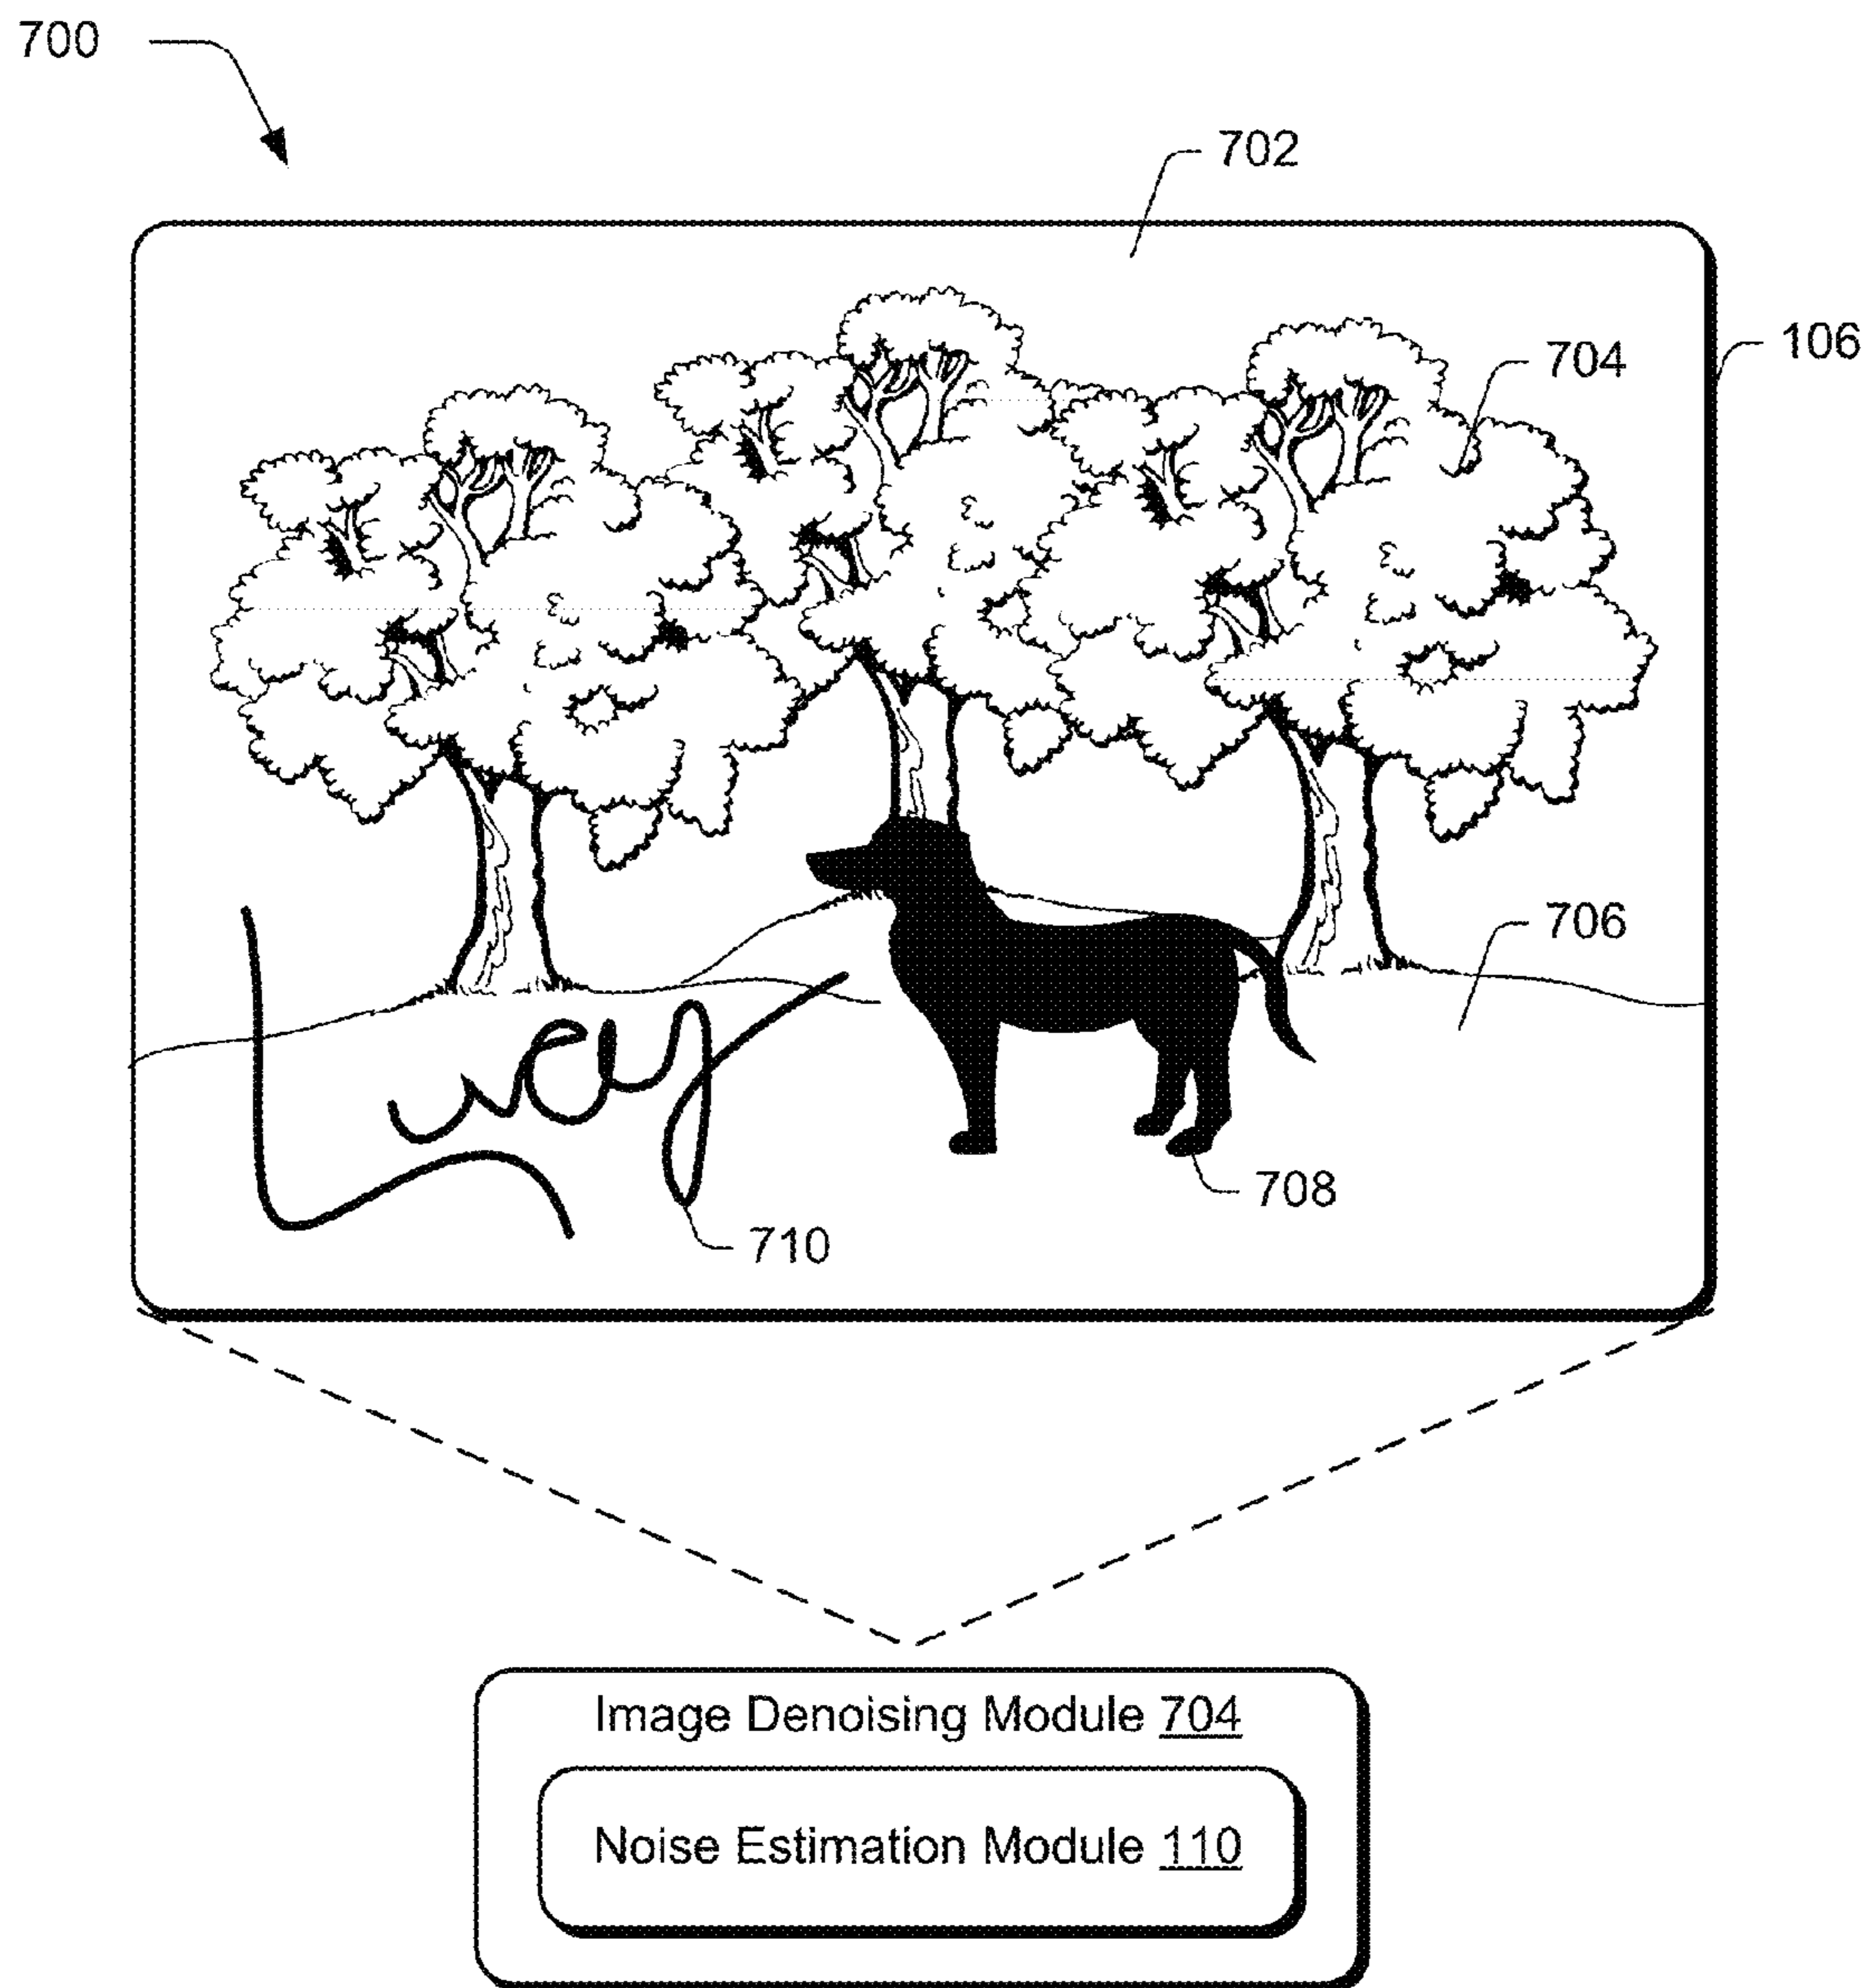 700
702
106
704
706
Lucy
708
710
Image Denoising Module 704
Noise Estimation Module 110